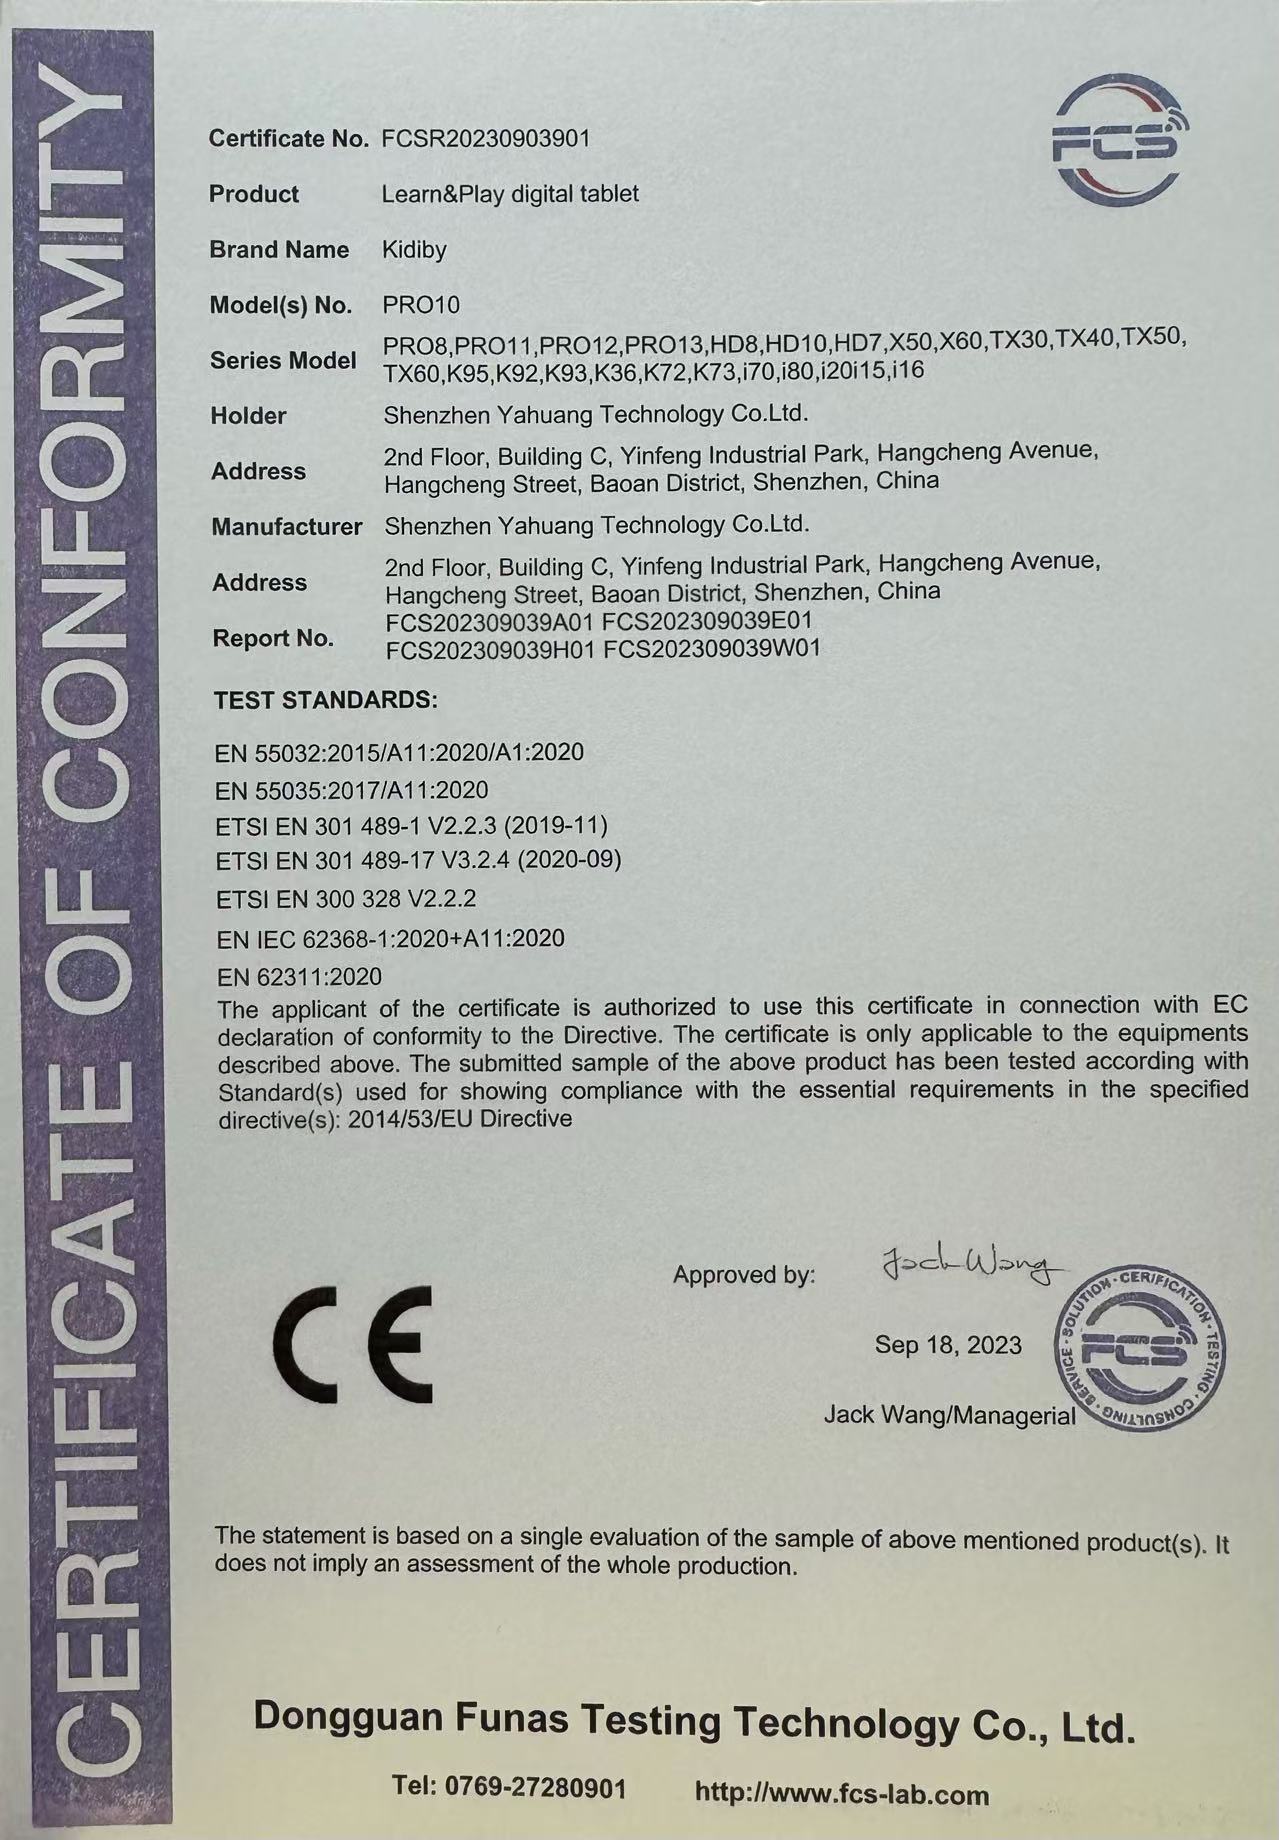 CERTIFICATE OF CONFORMITY
FCS
Certificate No. FCSR20230903901
Product Learn&Play digital tablet
Brand Name Kidiby
Model(s) No. PRO10
Series Model PRO8,PRO11,PRO12,PRO13,HD8,HD10,HD7,X50,X60,TX30,TX40,TX50,
TX60,K95,K92,K93,K36,K72,K73,i70,i80,i20i15,i16
Holder Shenzhen Yahuang Technology Co.Ltd.
Address 2nd Floor, Building C, Yinfeng Industrial Park, Hangcheng Avenue,
Hangcheng Street, Baoan District, Shenzhen, China
Manufacturer Shenzhen Yahuang Technology Co.Ltd.
Address 2nd Floor, Building C, Yinfeng Industrial Park, Hangcheng Avenue,
Hangcheng Street, Baoan District, Shenzhen, China
Report No. FCS202309039A01 FCS202309039E01
FCS202309039H01 FCS202309039W01
TEST STANDARDS:
EN 55032:2015/A11:2020/A1:2020
EN 55035:2017/A11:2020
ETSI EN 301 489-1 V2.2.3 (2019-11)
ETSI EN 301 489-17 V3.2.4 (2020-09)
ETSI EN 300 328 V2.2.2
EN IEC 62368-1:2020+A11:2020
EN 62311:2020
The applicant of the certificate is authorized to use this certificate in connection with EC
declaration of conformity to the Directive. The certificate is only applicable to the equipments
described above. The submitted sample of the above product has been tested according with
Standard(s) used for showing compliance with the essential requirements in the specified
directive(s): 2014/53/EU Directive
CE
Approved by: Jack Wang
Sep 18, 2023
Jack Wang/Managerial
SERVICE · SOLUTION · CERIFICATION · TESTING · CONSULTING ·
FCS
The statement is based on a single evaluation of the sample of above mentioned product(s). It
does not imply an assessment of the whole production.
Dongguan Funas Testing Technology Co., Ltd.
Tel: 0769-27280901 http://www.fcs-lab.com